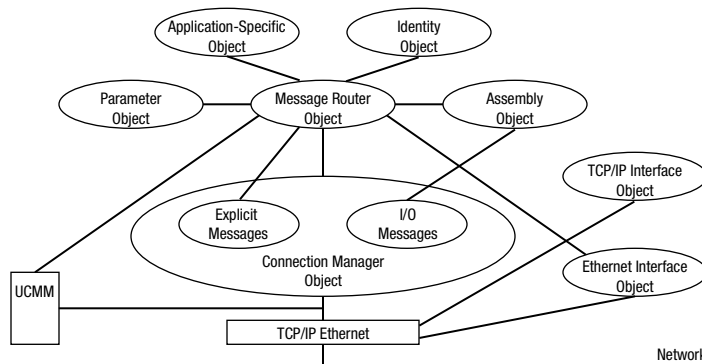 Application-Specific
Object
Identity
Object
Parameter
Object
Message Router
Object
Assembly
Object
TCP/IP Interface
Object
Explicit
Messages
I/O
Messages
Connection Manager
Object
Ethernet Interface
Object
UCMM
TCP/IP Ethernet
Network